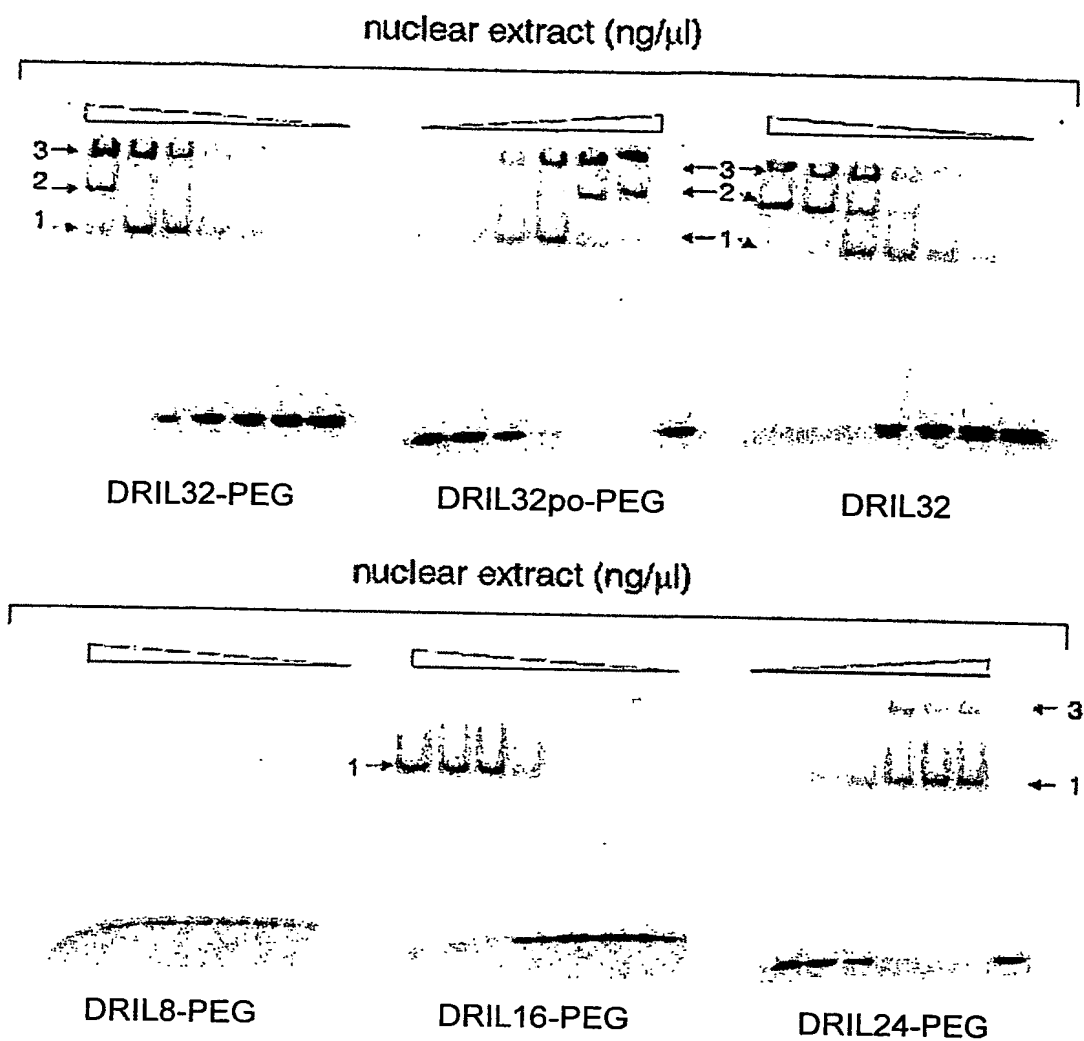 nuclear extract (ng/μl)
3
2
1
3
2
1
DRIL32-PEG
DRIL32po-PEG
DRIL32
nuclear extract (ng/μl)
1
3
1
DRIL8-PEG
DRIL16-PEG
DRIL24-PEG